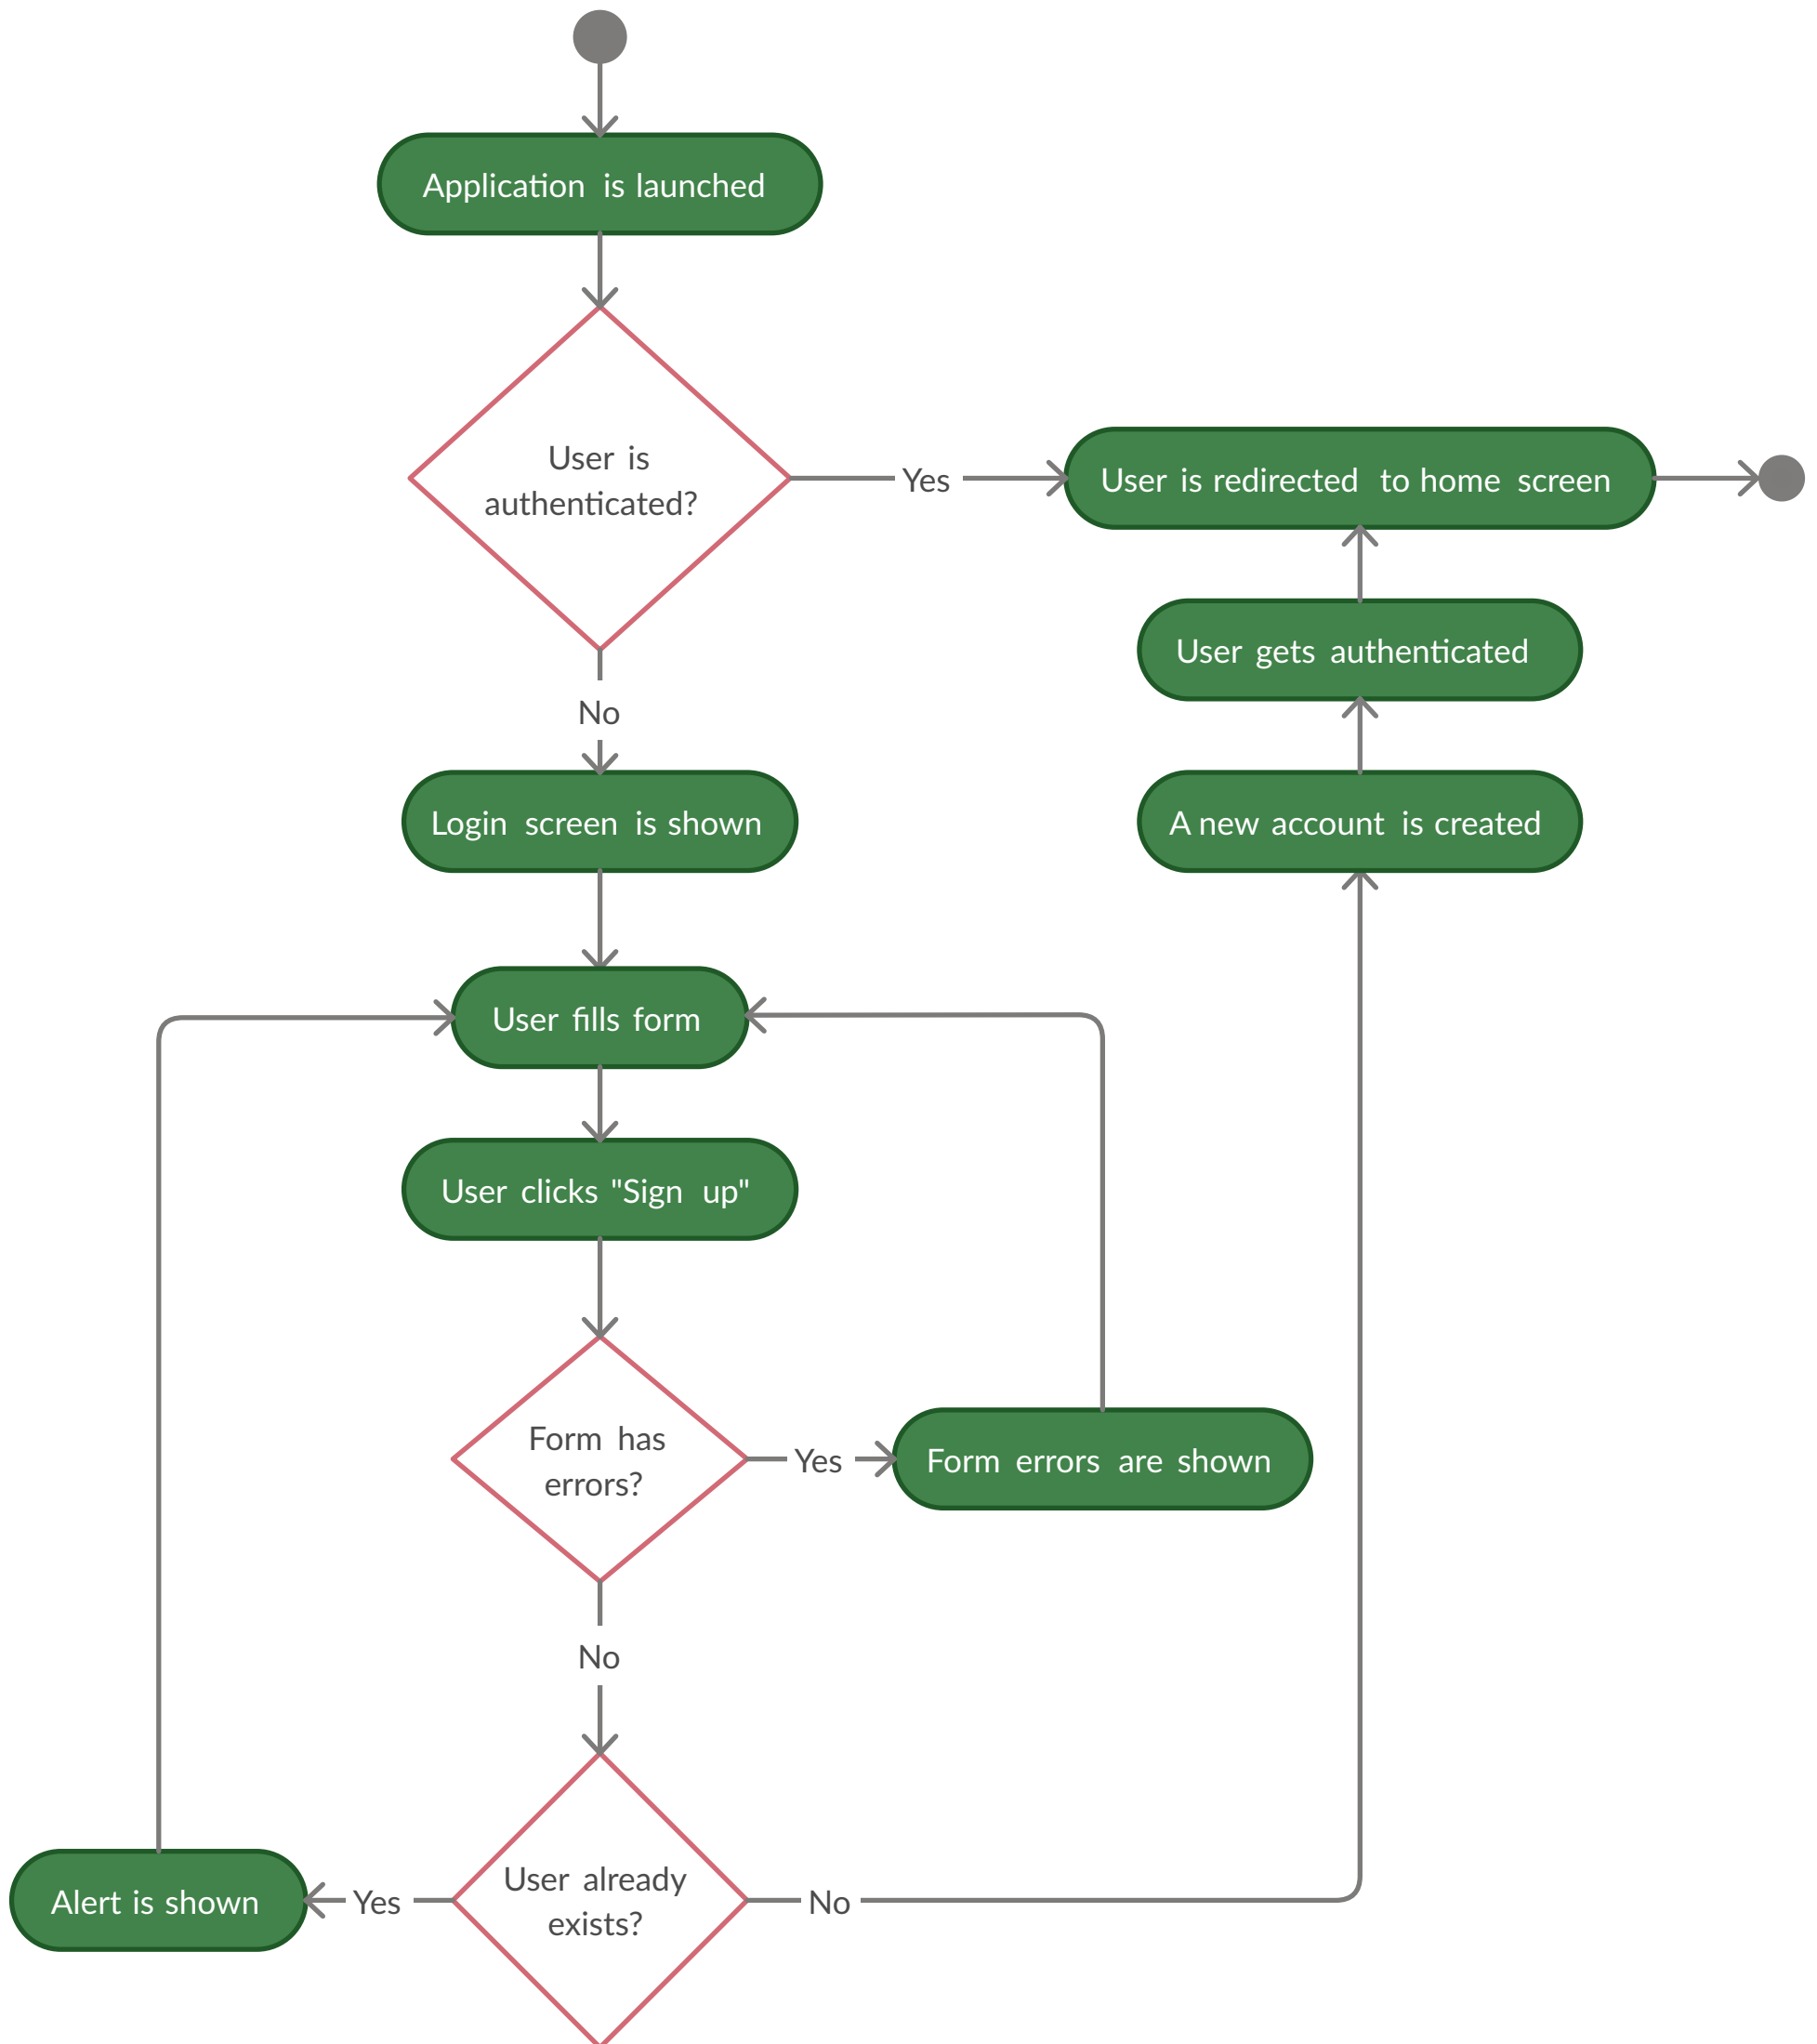 Application is launched
User is
authenticated?
Yes
User is redirected to home screen
User gets authenticated
No
Login screen is shown
A new account is created
User fills form
User clicks "Sign up"
Form has
errors?
Yes
Form errors are shown
No
User already
exists?
Yes
Alert is shown
No